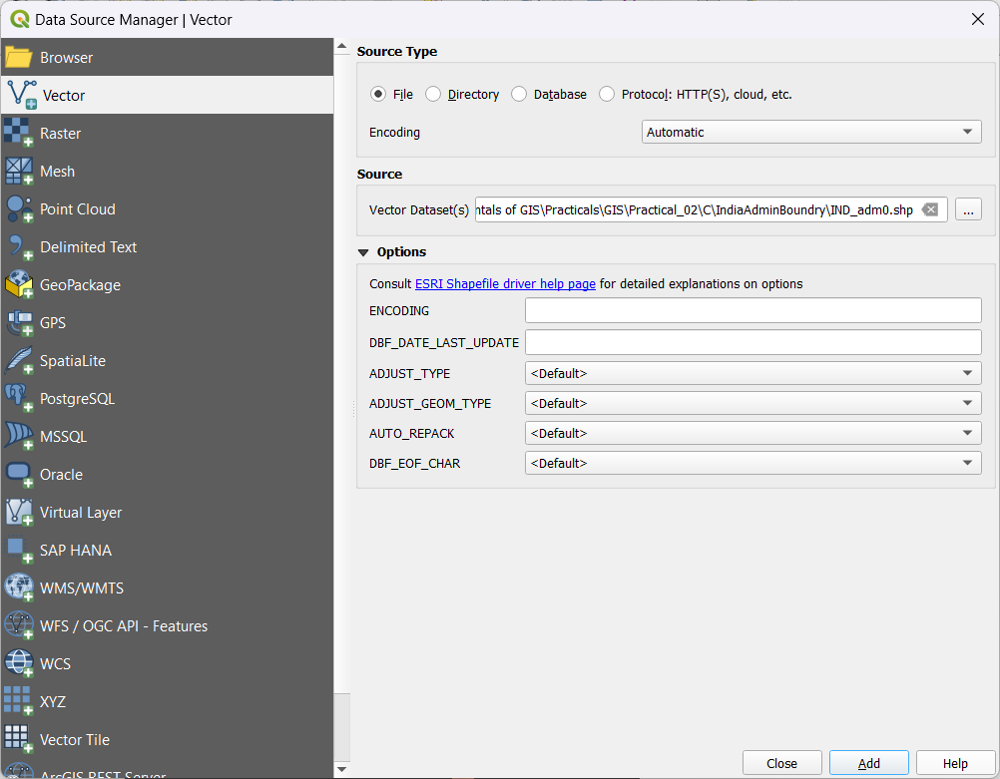 Data Source Manager | Vector
Browser
Vector
Raster
Mesh
Point Cloud
Delimited Text
GeoPackage
GPS
SpatiaLite
PostgreSQL
MSSQL
Oracle
Virtual Layer
SAP HANA
WMS/WMTS
WFS / OGC API - Features
WCS
XYZ
Vector Tile
ArcGIS REST Server
Source Type
File Directory Database Protocol: HTTP(S), cloud, etc.
Encoding Automatic
Source
Vector Dataset(s) ntals of GIS\Practicals\GIS\Practical_02\C\IndiaAdminBoundry\IND_adm0.shp ...
Options
Consult ESRI Shapefile driver help page for detailed explanations on options
ENCODING
DBF_DATE_LAST_UPDATE
ADJUST_TYPE <Default>
ADJUST_GEOM_TYPE <Default>
AUTO_REPACK <Default>
DBF_EOF_CHAR <Default>
Close Add Help